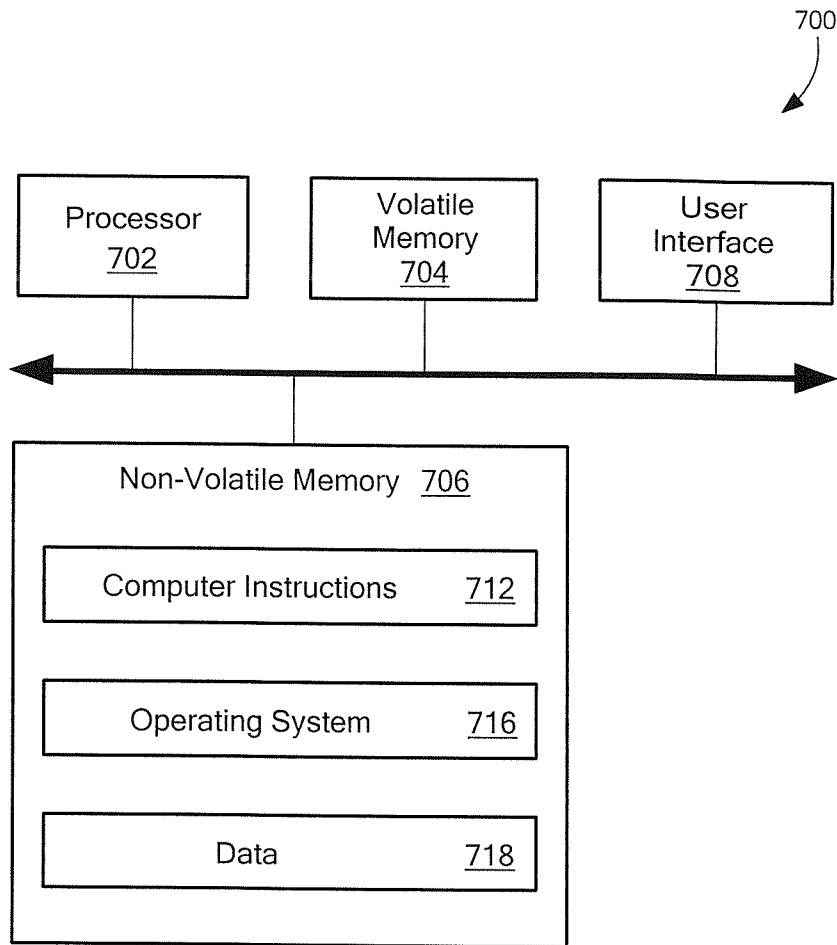 700
Processor
702
Volatile
Memory
704
User
Interface
708
Non-Volatile Memory 706
Computer Instructions 712
Operating System 716
Data 718